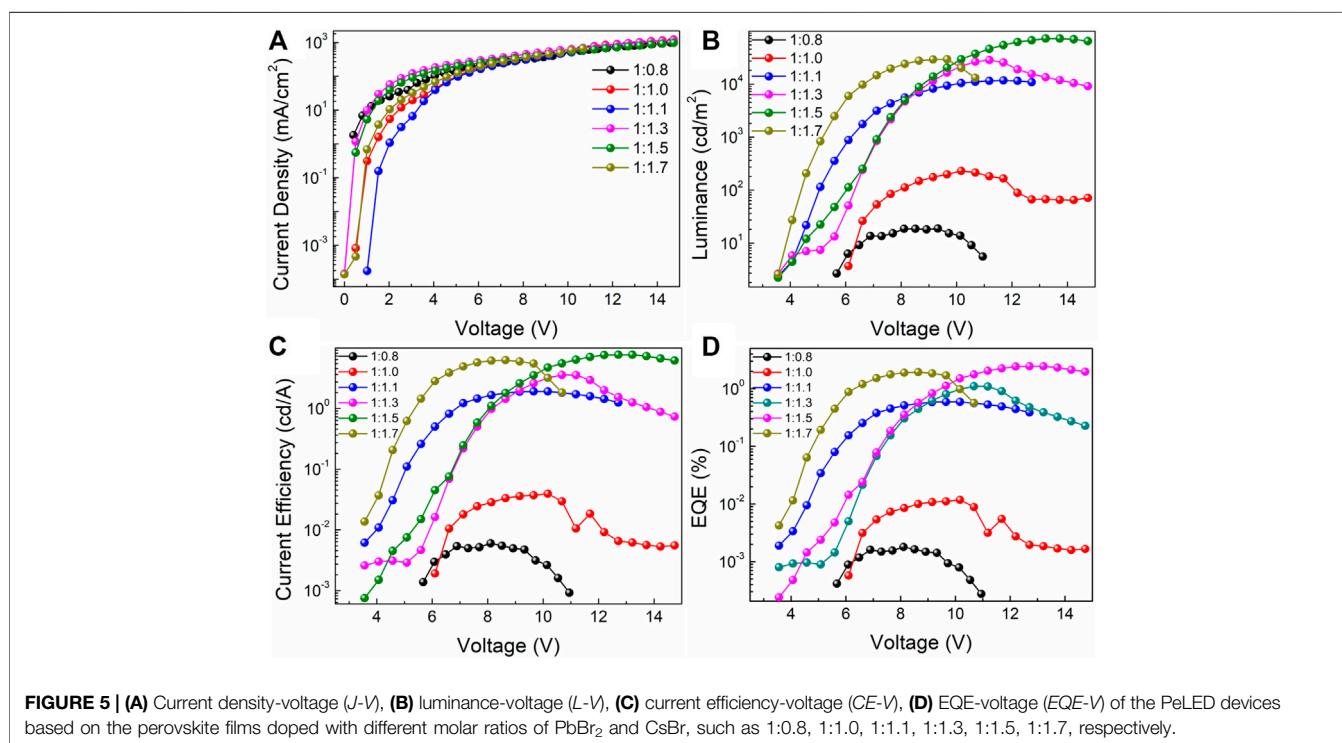 A
10³
10¹
10⁻¹
10⁻³
Current Density (mA/cm²)
1:0.8
1:1.0
1:1.1
1:1.3
1:1.5
1:1.7
0 2 4 6 8 10 12 14
Voltage (V)
B
1:0.8
1:1.0
1:1.1
1:1.3
1:1.5
1:1.7
10⁴
10³
10²
10¹
Luminance (cd/m²)
4 6 8 10 12 14
Voltage (V)
C
1:0.8
1:1.0
1:1.1
1:1.3
1:1.5
1:1.7
10⁰
10⁻¹
10⁻²
10⁻³
Current Efficiency (cd/A)
4 6 8 10 12 14
Voltage (V)
D
1:0.8
1:1.0
1:1.1
1:1.3
1:1.5
1:1.7
10⁰
10⁻¹
10⁻²
10⁻³
EQE (%)
4 6 8 10 12 14
Voltage (V)
FIGURE 5 | (A) Current density-voltage (J-V), (B) luminance-voltage (L-V), (C) current efficiency-voltage (CE-V), (D) EQE-voltage (EQE-V) of the PeLED devices
based on the perovskite films doped with different molar ratios of PbBr₂ and CsBr, such as 1:0.8, 1:1.0, 1:1.1, 1:1.3, 1:1.5, 1:1.7, respectively.